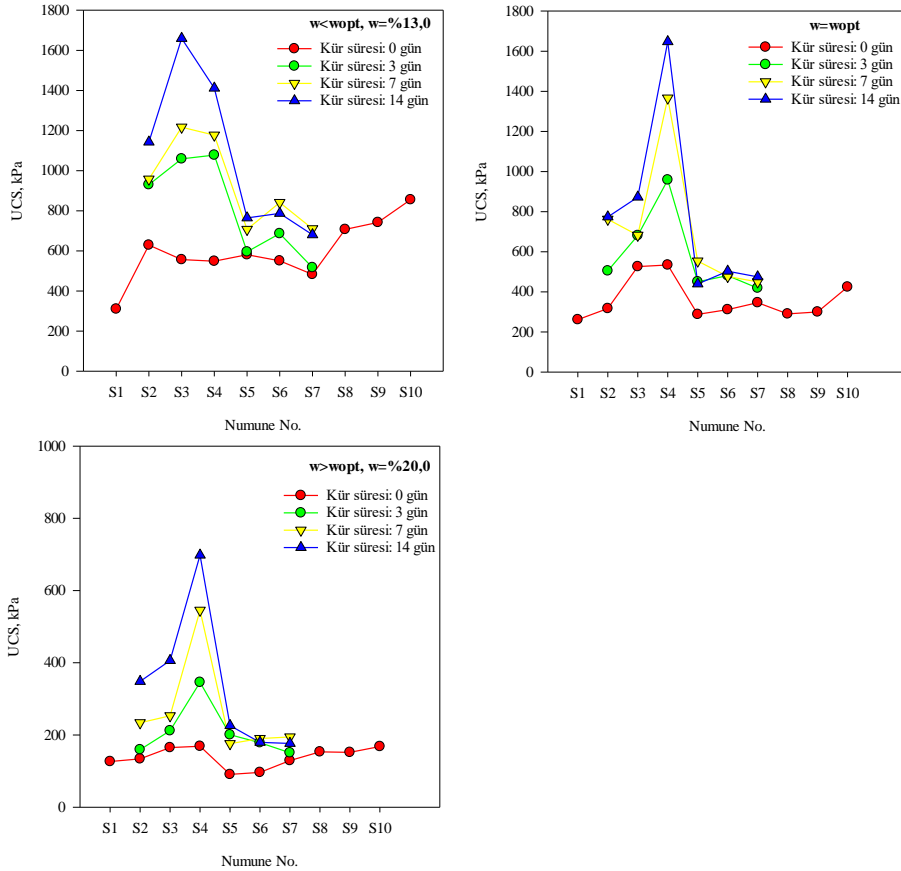 w<wopt, w=%13,0
Kür süresi: 0 gün
Kür süresi: 3 gün
Kür süresi: 7 gün
Kür süresi: 14 gün
UCS, kPa
1800
1600
1400
1200
1000
800
600
400
200
0
S1 S2 S3 S4 S5 S6 S7 S8 S9 S10
Numune No.
w=wopt
Kür süresi: 0 gün
Kür süresi: 3 gün
Kür süresi: 7 gün
Kür süresi: 14 gün
UCS, kPa
1800
1600
1400
1200
1000
800
600
400
200
0
S1 S2 S3 S4 S5 S6 S7 S8 S9 S10
Numune No.
w>wopt, w=%20,0
Kür süresi: 0 gün
Kür süresi: 3 gün
Kür süresi: 7 gün
Kür süresi: 14 gün
UCS, kPa
1000
800
600
400
200
0
S1 S2 S3 S4 S5 S6 S7 S8 S9 S10
Numune No.